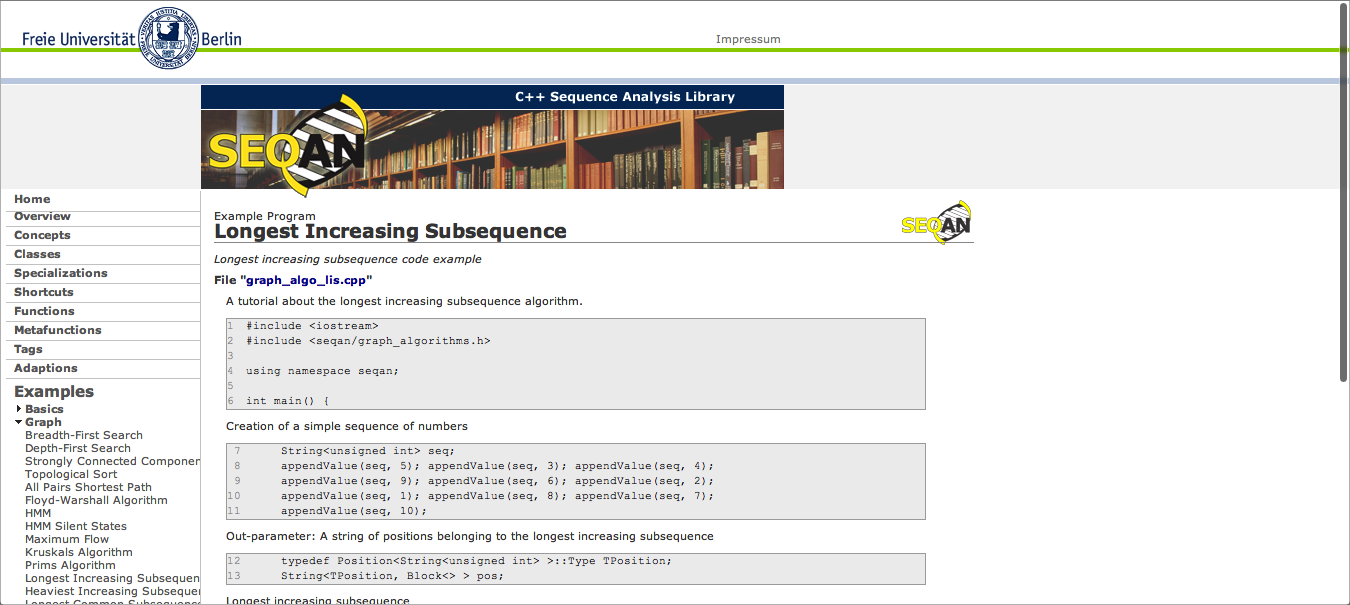 Freie Universität Berlin
Impressum
C++ Sequence Analysis Library
SEQAN
Home
Overview
Concepts
Classes
Specializations
Shortcuts
Functions
Metafunctions
Tags
Adaptions
Examples
Basics
Graph
Breadth-First Search
Depth-First Search
Strongly Connected Componen
Topological Sort
All Pairs Shortest Path
Floyd-Warshall Algorithm
HMM
HMM Silent States
Maximum Flow
Kruskals Algorithm
Prims Algorithm
Longest Increasing Subsequen
Heaviest Increasing Subsequen
Longest Common Subsequence
Example Program
SEQAN
Longest Increasing Subsequence
Longest increasing subsequence code example
File "graph_algo_lis.cpp"
A tutorial about the longest increasing subsequence algorithm.
1 #include <iostream>
2 #include <seqan/graph_algorithms.h>
3
4 using namespace seqan;
5
6 int main() {
Creation of a simple sequence of numbers
7 String<unsigned int> seq;
8 appendValue(seq, 5); appendValue(seq, 3); appendValue(seq, 4);
9 appendValue(seq, 9); appendValue(seq, 6); appendValue(seq, 2);
10 appendValue(seq, 1); appendValue(seq, 8); appendValue(seq, 7);
11 appendValue(seq, 10);
Out-parameter: A string of positions belonging to the longest increasing subsequence
12 typedef Position<String<unsigned int> >::Type TPosition;
13 String<TPosition, Block<> > pos;
Longest increasing subsequence